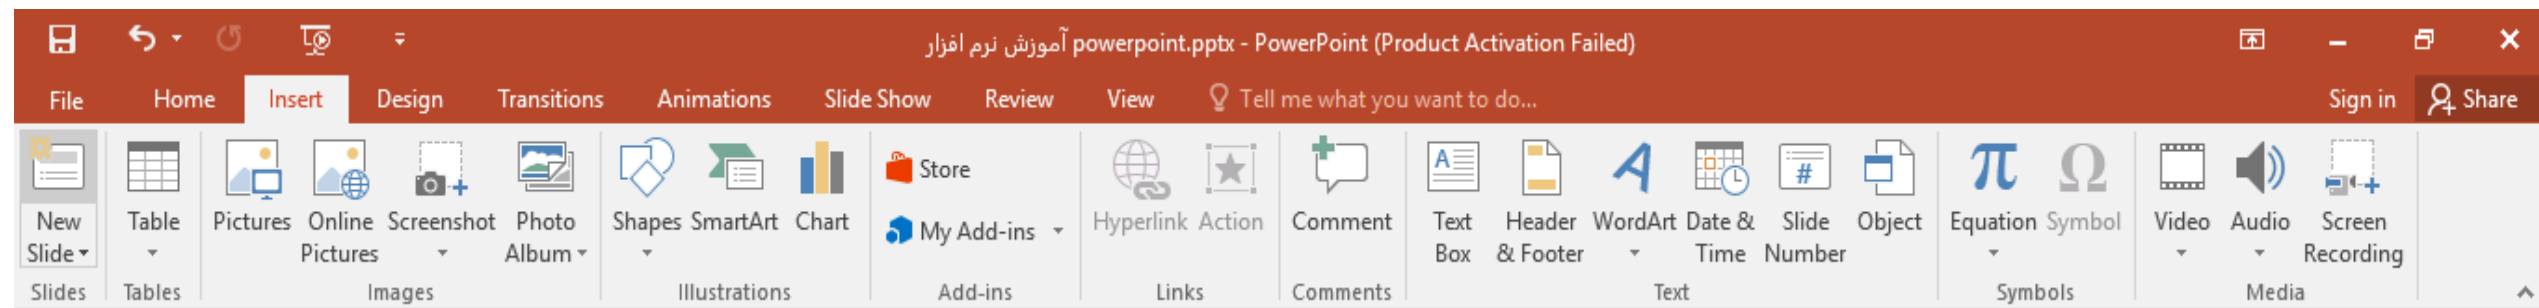 آموزش نرم افزار powerpoint.pptx - PowerPoint (Product Activation Failed)
File Home Insert Design Transitions Animations Slide Show Review View Tell me what you want to do... Sign in Share
New Slide Table Pictures Online Pictures Screenshot Photo Album Shapes SmartArt Chart Store My Add-ins Hyperlink Action Comment Text Box Header & Footer WordArt Date & Time Slide Number Object Equation Symbol Video Audio Screen Recording
Slides Tables Images Illustrations Add-ins Links Comments Text Symbols Media